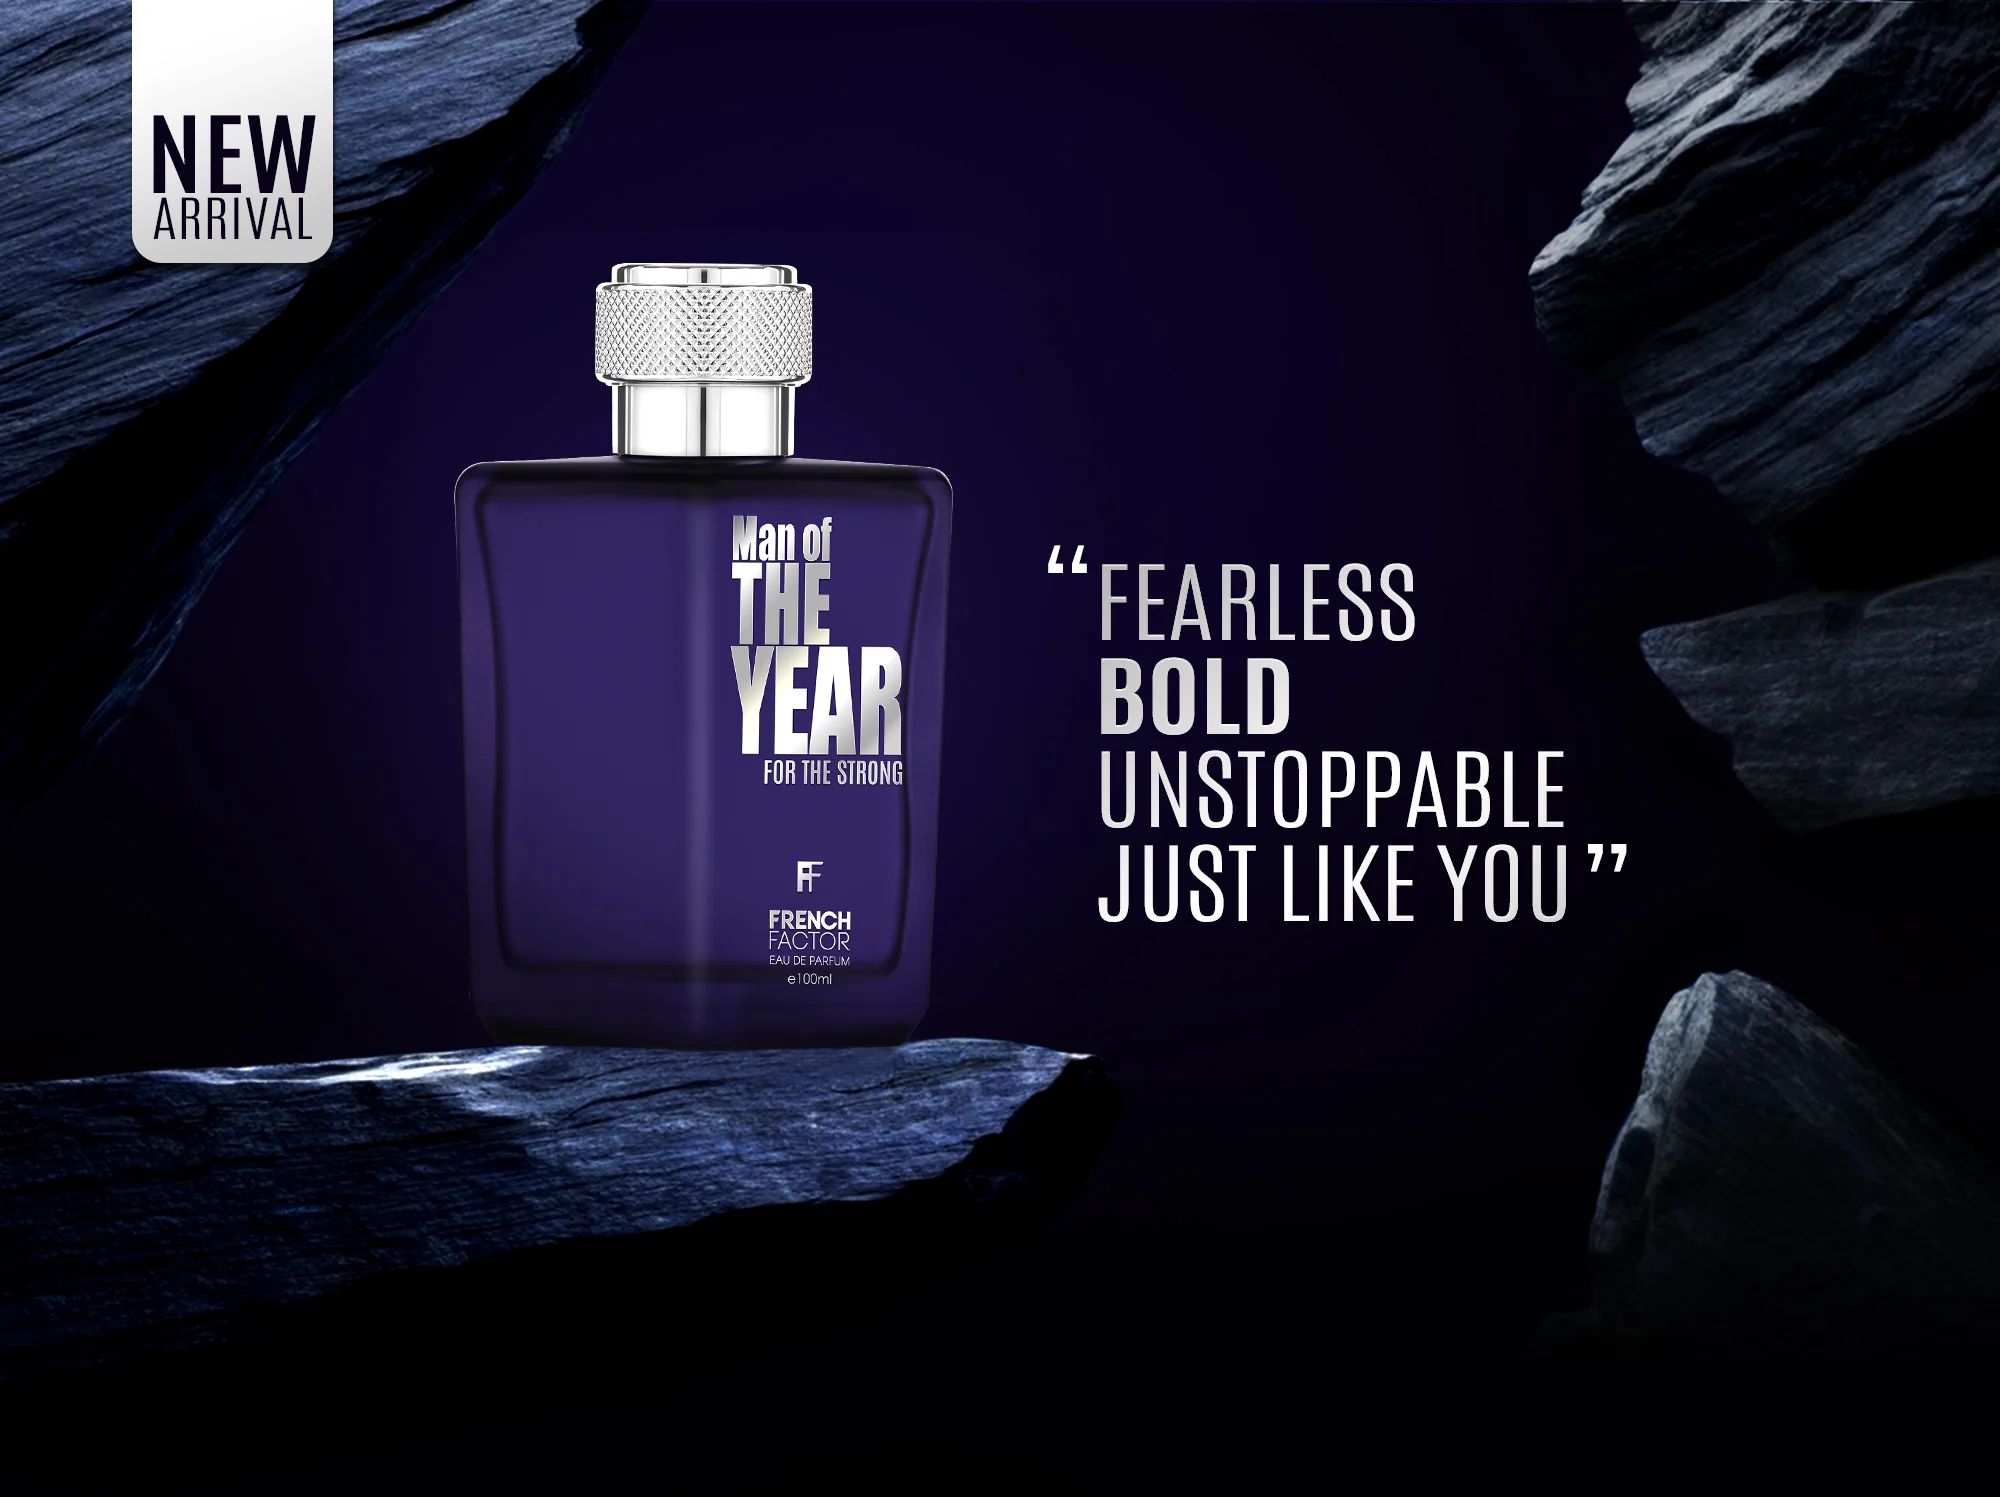 NEW
ARRIVAL
Man of
THE
YEAR
FOR THE STRONG
FF
FRENCH
FACTOR
EAU DE PARFUM
e100ml
“FEARLESS
BOLD
UNSTOPPABLE
JUST LIKE YOU”